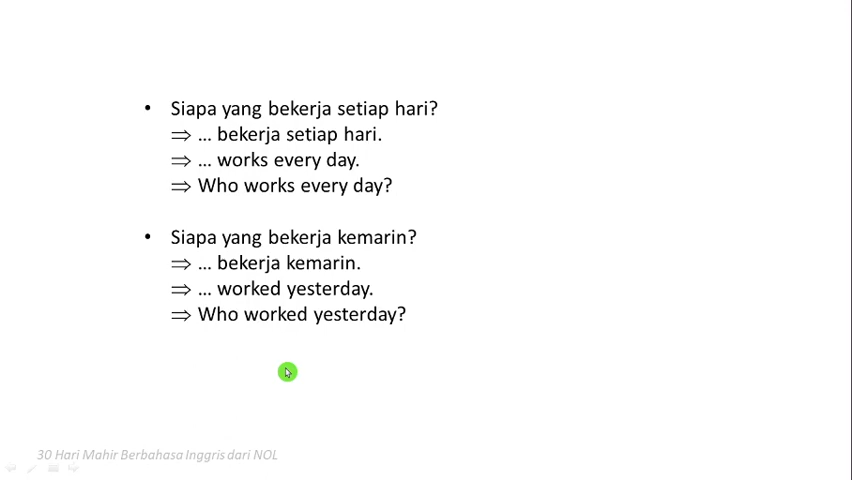 • Siapa yang bekerja setiap hari?
⇒ ... bekerja setiap hari.
⇒ ... works every day.
⇒ Who works every day?
• Siapa yang bekerja kemarin?
⇒ ... bekerja kemarin.
⇒ ... worked yesterday.
⇒ Who worked yesterday?
30 Hari Mahir Berbahasa Inggris dari NOL